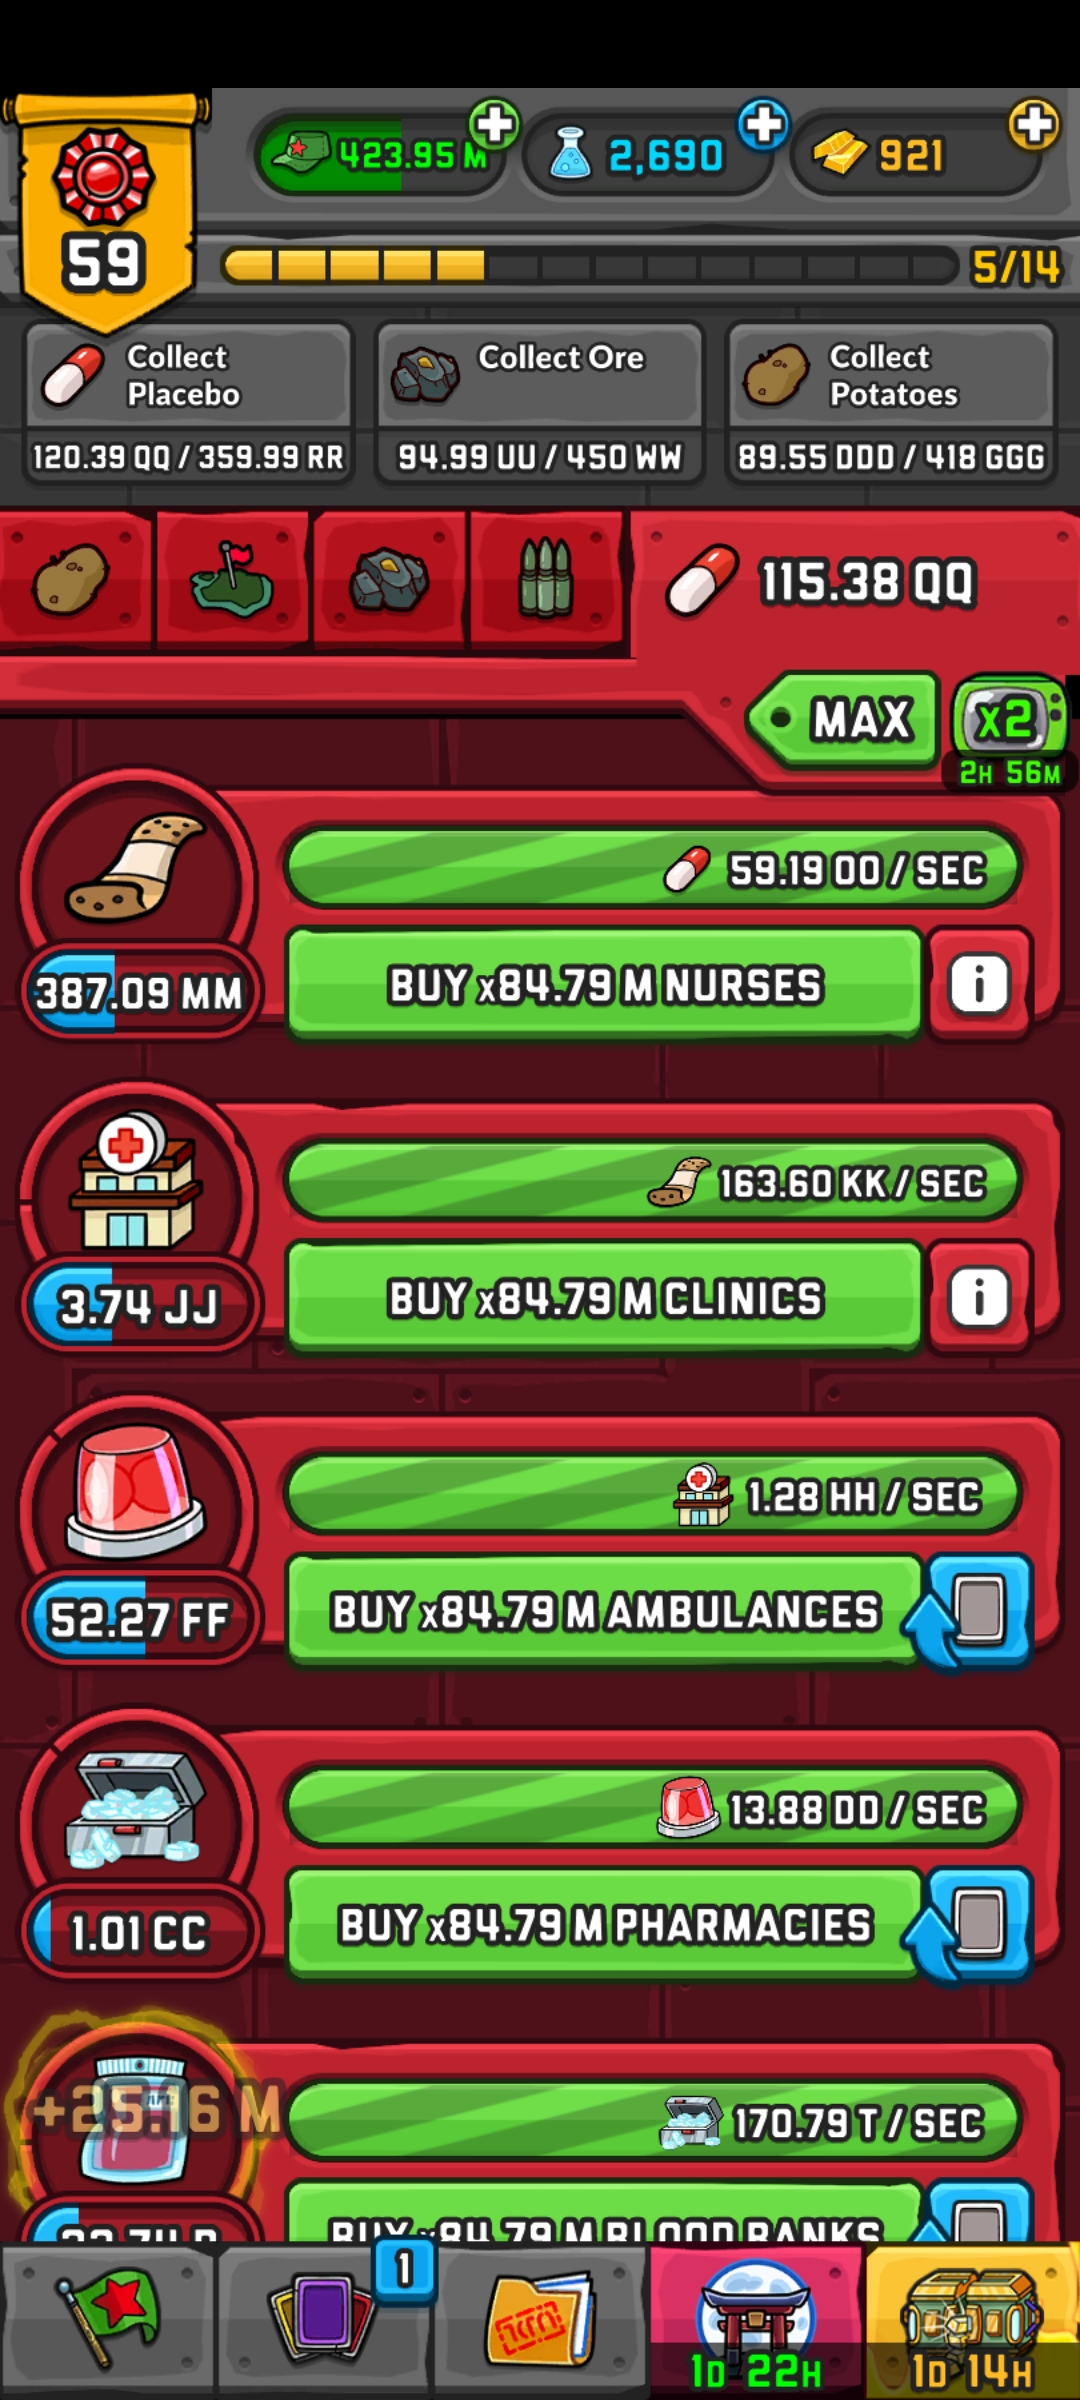 423.95 M
2,690
921
59
5/14
Collect
Placebo
120.39 QQ / 359.99 RR
Collect Ore
94.99 UU / 450 WW
Collect
Potatoes
89.55 DDD / 418 GGG
115.38 QQ
MAX
x2
2H 56M
59.19 OO / SEC
387.09 MM
BUY x84.79 M NURSES
i
163.60 KK / SEC
3.74 JJ
BUY x84.79 M CLINICS
i
1.28 HH / SEC
52.27 FF
BUY x84.79 M AMBULANCES
13.88 DD / SEC
1.01 CC
BUY x84.79 M PHARMACIES
+25.16 M
170.79 T / SEC
BUY x84.79 M BLOOD BANKS
1
1D 22H
1D 14H